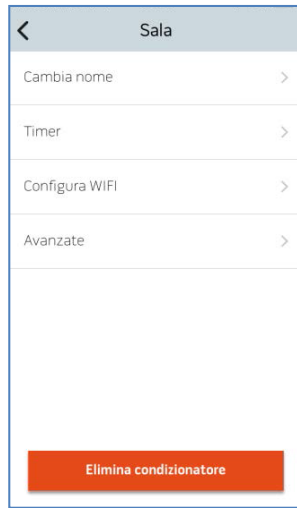 Sala
Cambia nome
Timer
Configura WIFI
Avanzate
Elimina condizionatore